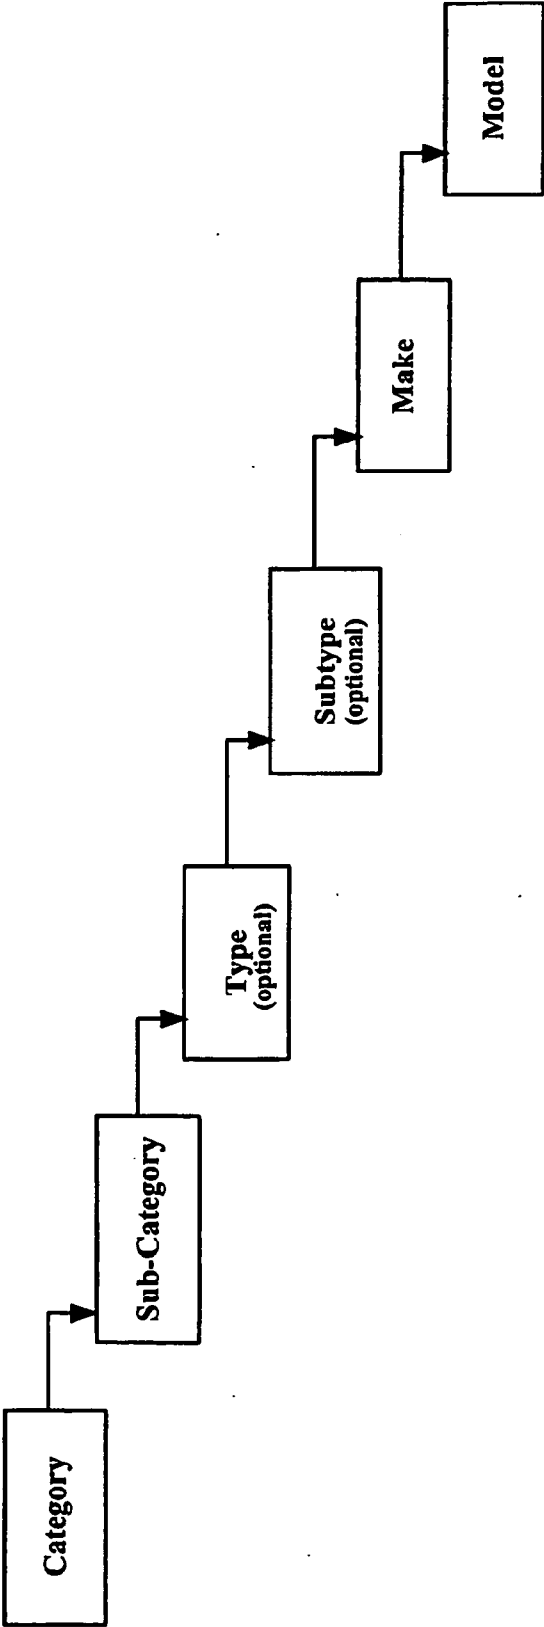 Category
Sub-Category
Type
(optional)
Subtype
(optional)
Make
Model